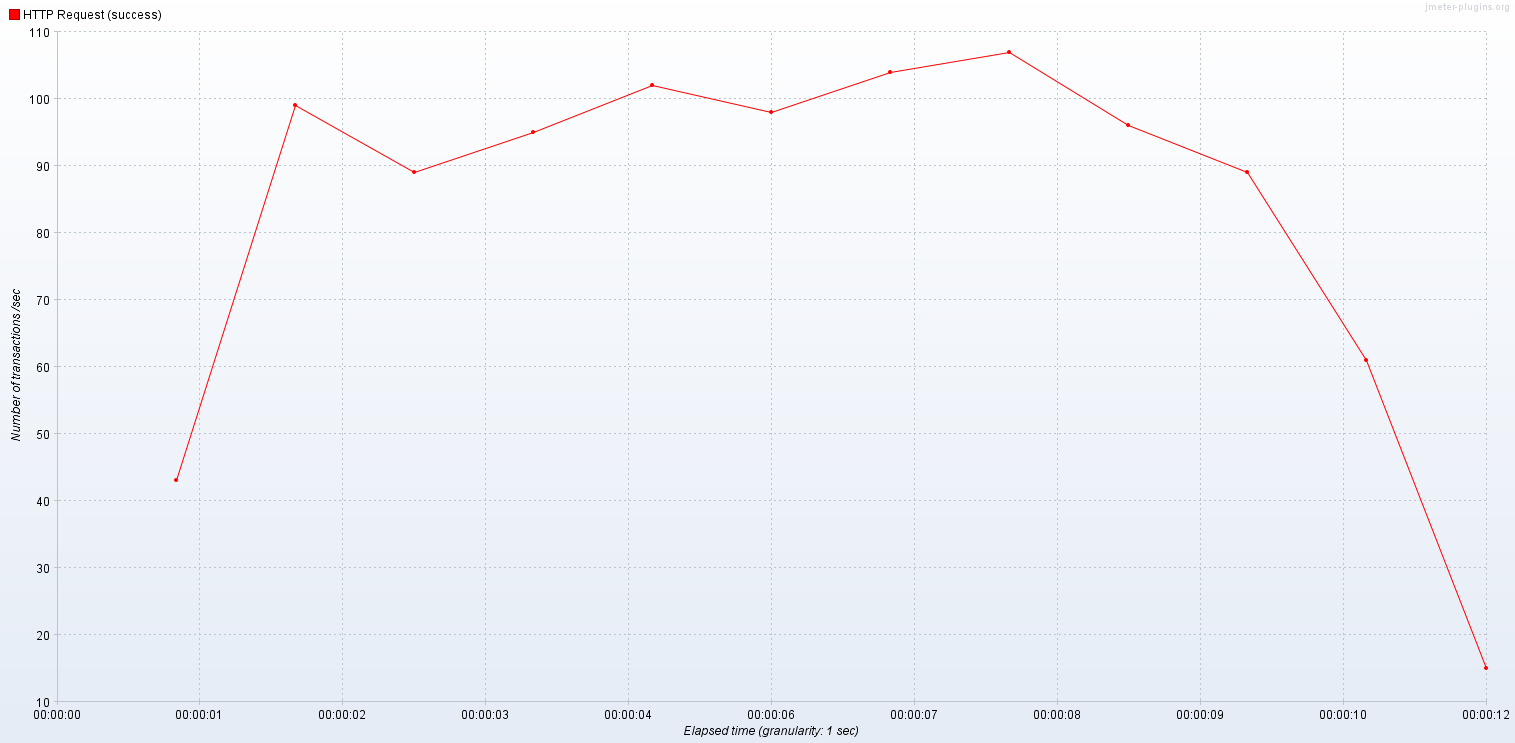 jmeter-plugins.org
HTTP Request (success)
110
100
90
80
70
60
50
40
30
20
10
Number of transactions /sec
00:00:00 00:00:01 00:00:02 00:00:03 00:00:04 00:00:06 00:00:07 00:00:08 00:00:09 00:00:10 00:00:12
Elapsed time (granularity: 1 sec)